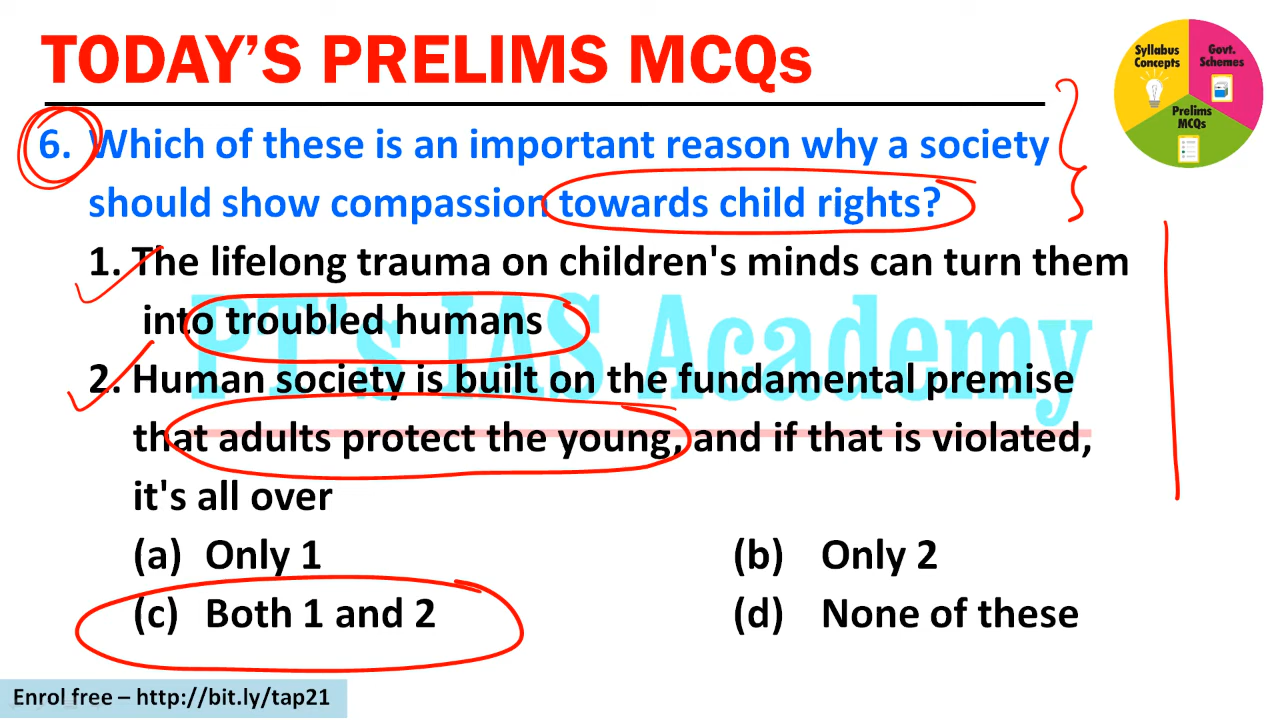 TODAY'S PRELIMS MCQs
Syllabus Concepts
Govt. Schemes
Prelims MCQs
6. Which of these is an important reason why a society
should show compassion towards child rights?
1. The lifelong trauma on children's minds can turn them
into troubled humans
2. Human society is built on the fundamental premise
that adults protect the young, and if that is violated,
it's all over
(a) Only 1 (b) Only 2
(c) Both 1 and 2 (d) None of these
PT's IAS Academy
Enrol free – http://bit.ly/tap21